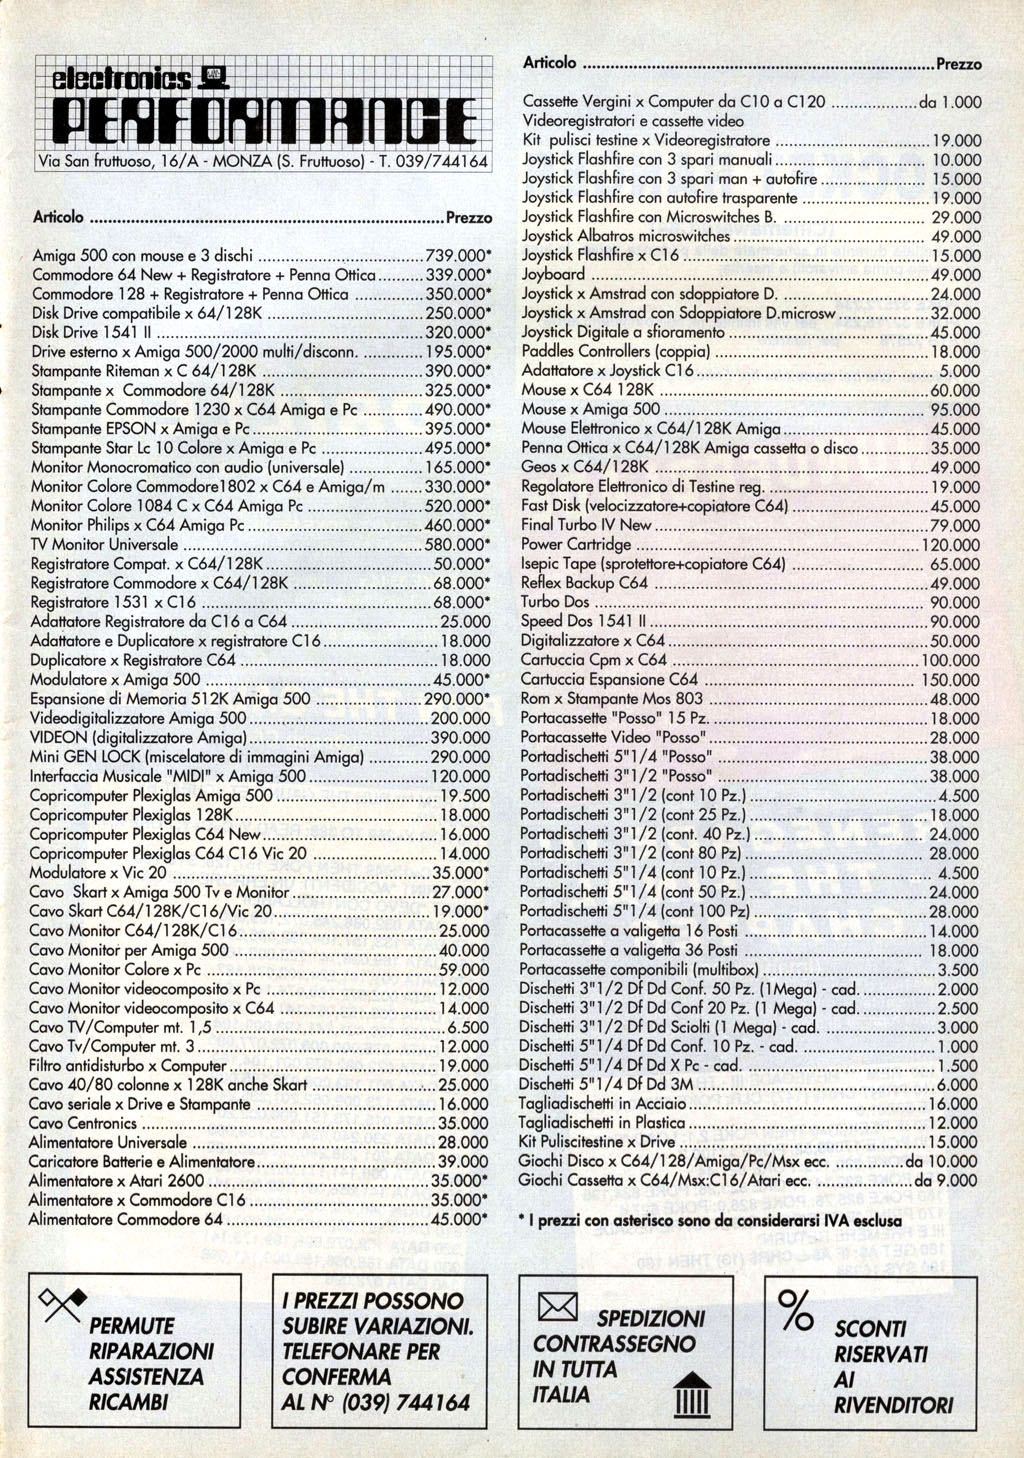 electronics
PERFORMANCE
Via San fruttuoso, 16/A - MONZA (S. Fruttuoso) - T. 039/744164
Articolo ........ Prezzo
Amiga 500 con mouse e 3 dischi ........ 739.000*
Commodore 64 New + Registratore + Penna Ottica ........ 339.000*
Commodore 128 + Registratore + Penna Ottica ........ 350.000*
Disk Drive compatibile x 64/128K ........ 250.000*
Disk Drive 1541 II ........ 320.000*
Drive esterno x Amiga 500/2000 multi/disconn. ........ 195.000*
Stampante Riteman x C 64/128K ........ 390.000*
Stampante x Commodore 64/128K ........ 325.000*
Stampante Commodore 1230 x C64 Amiga e Pc ........ 490.000*
Stampante EPSON x Amiga e Pc ........ 395.000*
Stampante Star Lc 10 Colore x Amiga e Pc ........ 495.000*
Monitor Monocromatico con audio (universale) ........ 165.000*
Monitor Colore Commodore1802 x C64 e Amiga/m ........ 330.000*
Monitor Colore 1084 C x C64 Amiga Pc ........ 520.000*
Monitor Philips x C64 Amiga Pc ........ 460.000*
TV Monitor Universale ........ 580.000*
Registratore Compat. x C64/128K ........ 50.000*
Registratore Commodore x C64/128K ........ 68.000*
Registratore 1531 x C16 ........ 68.000*
Adattatore Registratore da C16 a C64 ........ 25.000
Adattatore e Duplicatore x registratore C16 ........ 18.000
Duplicatore x Registratore C64 ........ 18.000
Modulatore x Amiga 500 ........ 45.000*
Espansione di Memoria 512K Amiga 500 ........ 290.000*
Videodigitalizzatore Amiga 500 ........ 200.000
VIDEON (digitalizzatore Amiga) ........ 390.000
Mini GEN LOCK (miscelatore di immagini Amiga) ........ 290.000
Interfaccia Musicale "MIDI" x Amiga 500 ........ 120.000
Copricomputer Plexiglas Amiga 500 ........ 19.500
Copricomputer Plexiglas 128K ........ 18.000
Copricomputer Plexiglas C64 New ........ 16.000
Copricomputer Plexiglas C64 C16 Vic 20 ........ 14.000
Modulatore x Vic 20 ........ 35.000*
Cavo Skart x Amiga 500 Tv e Monitor ........ 27.000*
Cavo Skart C64/128K/C16/Vic 20 ........ 19.000*
Cavo Monitor C64/128K/C16 ........ 25.000
Cavo Monitor per Amiga 500 ........ 40.000
Cavo Monitor Colore x Pc ........ 59.000
Cavo Monitor videocomposito x Pc ........ 12.000
Cavo Monitor videocomposito x C64 ........ 14.000
Cavo TV/Computer mt. 1,5 ........ 6.500
Cavo Tv/Computer mt. 3 ........ 12.000
Filtro antidisturbo x Computer ........ 19.000
Cavo 40/80 colonne x 128K anche Skart ........ 25.000
Cavo seriale x Drive e Stampante ........ 16.000
Cavo Centronics ........ 35.000
Alimentatore Universale ........ 28.000
Caricatore Batterie e Alimentatore ........ 39.000
Alimentatore x Atari 2600 ........ 35.000*
Alimentatore x Commodore C16 ........ 35.000*
Alimentatore Commodore 64 ........ 45.000*
Articolo ........ Prezzo
Cassette Vergini x Computer da C10 a C120 ........ da 1.000
Videoregistratori e cassette video
Kit pulisci testine x Videoregistratore ........ 19.000
Joystick Flashfire con 3 spari manuali ........ 10.000
Joystick Flashfire con 3 spari man + autofire ........ 15.000
Joystick Flashfire con autofire trasparente ........ 19.000
Joystick Flashfire con Microswitches B. ........ 29.000
Joystick Albatros microswitches ........ 49.000
Joystick Flashfire x C16 ........ 15.000
Joyboard ........ 49.000
Joystick x Amstrad con sdoppiatore D. ........ 24.000
Joystick x Amstrad con Sdoppiatore D.microsw ........ 32.000
Joystick Digitale a sfioramento ........ 45.000
Paddles Controllers (coppia) ........ 18.000
Adattatore x Joystick C16 ........ 5.000
Mouse x C64 128K ........ 60.000
Mouse x Amiga 500 ........ 95.000
Mouse Elettronico x C64/128K Amiga ........ 45.000
Penna Ottica x C64/128K Amiga cassetta o disco ........ 35.000
Geos x C64/128K ........ 49.000
Regolatore Elettronico di Testine reg. ........ 19.000
Fast Disk (velocizzatore+copiatore C64) ........ 45.000
Final Turbo IV New ........ 79.000
Power Cartridge ........ 120.000
Isepic Tape (sprotettore+copiatore C64) ........ 65.000
Reflex Backup C64 ........ 49.000
Turbo Dos ........ 90.000
Speed Dos 1541 II ........ 90.000
Digitalizzatore x C64 ........ 50.000
Cartuccia Cpm x C64 ........ 100.000
Cartuccia Espansione C64 ........ 150.000
Rom x Stampante Mos 803 ........ 48.000
Portacassette "Posso" 15 Pz. ........ 18.000
Portacassette Video "Posso" ........ 28.000
Portadischetti 5"1/4 "Posso" ........ 38.000
Portadischetti 3"1/2 "Posso" ........ 38.000
Portadischetti 3"1/2 (cont 10 Pz.) ........ 4.500
Portadischetti 3"1/2 (cont 25 Pz.) ........ 18.000
Portadischetti 3"1/2 (cont. 40 Pz.) ........ 24.000
Portadischetti 3"1/2 (cont 80 Pz) ........ 28.000
Portadischetti 5"1/4 (cont 10 Pz.) ........ 4.500
Portadischetti 5"1/4 (cont 50 Pz.) ........ 24.000
Portadischetti 5"1/4 (cont 100 Pz) ........ 28.000
Portacassette a valigetta 16 Posti ........ 14.000
Portacassette a valigetta 36 Posti ........ 18.000
Portacassette componibili (multibox) ........ 3.500
Dischetti 3"1/2 Df Dd Conf. 50 Pz. (1Mega) - cad. ........ 2.000
Dischetti 3"1/2 Df Dd Conf 20 Pz. (1 Mega) - cad. ........ 2.500
Dischetti 3"1/2 Df Dd Sciolti (1 Mega) - cad. ........ 3.000
Dischetti 5"1/4 Df Dd Conf. 10 Pz. - cad. ........ 1.000
Dischetti 5"1/4 Df Dd X Pc - cad. ........ 1.500
Dischetti 5"1/4 Df Dd 3M ........ 6.000
Tagliadischetti in Acciaio ........ 16.000
Tagliadischetti in Plastica ........ 12.000
Kit Puliscitestine x Drive ........ 15.000
Giochi Disco x C64/128/Amiga/Pc/Msx ecc. ........ da 10.000
Giochi Cassetta x C64/Msx:C16/Atari ecc. ........ da 9.000
* I prezzi con asterisco sono da considerarsi IVA esclusa
PERMUTE
RIPARAZIONI
ASSISTENZA
RICAMBI
I PREZZI POSSONO
SUBIRE VARIAZIONI.
TELEFONARE PER
CONFERMA
AL N° (039) 744164
SPEDIZIONI
CONTRASSEGNO
IN TUTTA
ITALIA
%
SCONTI
RISERVATI
AI
RIVENDITORI